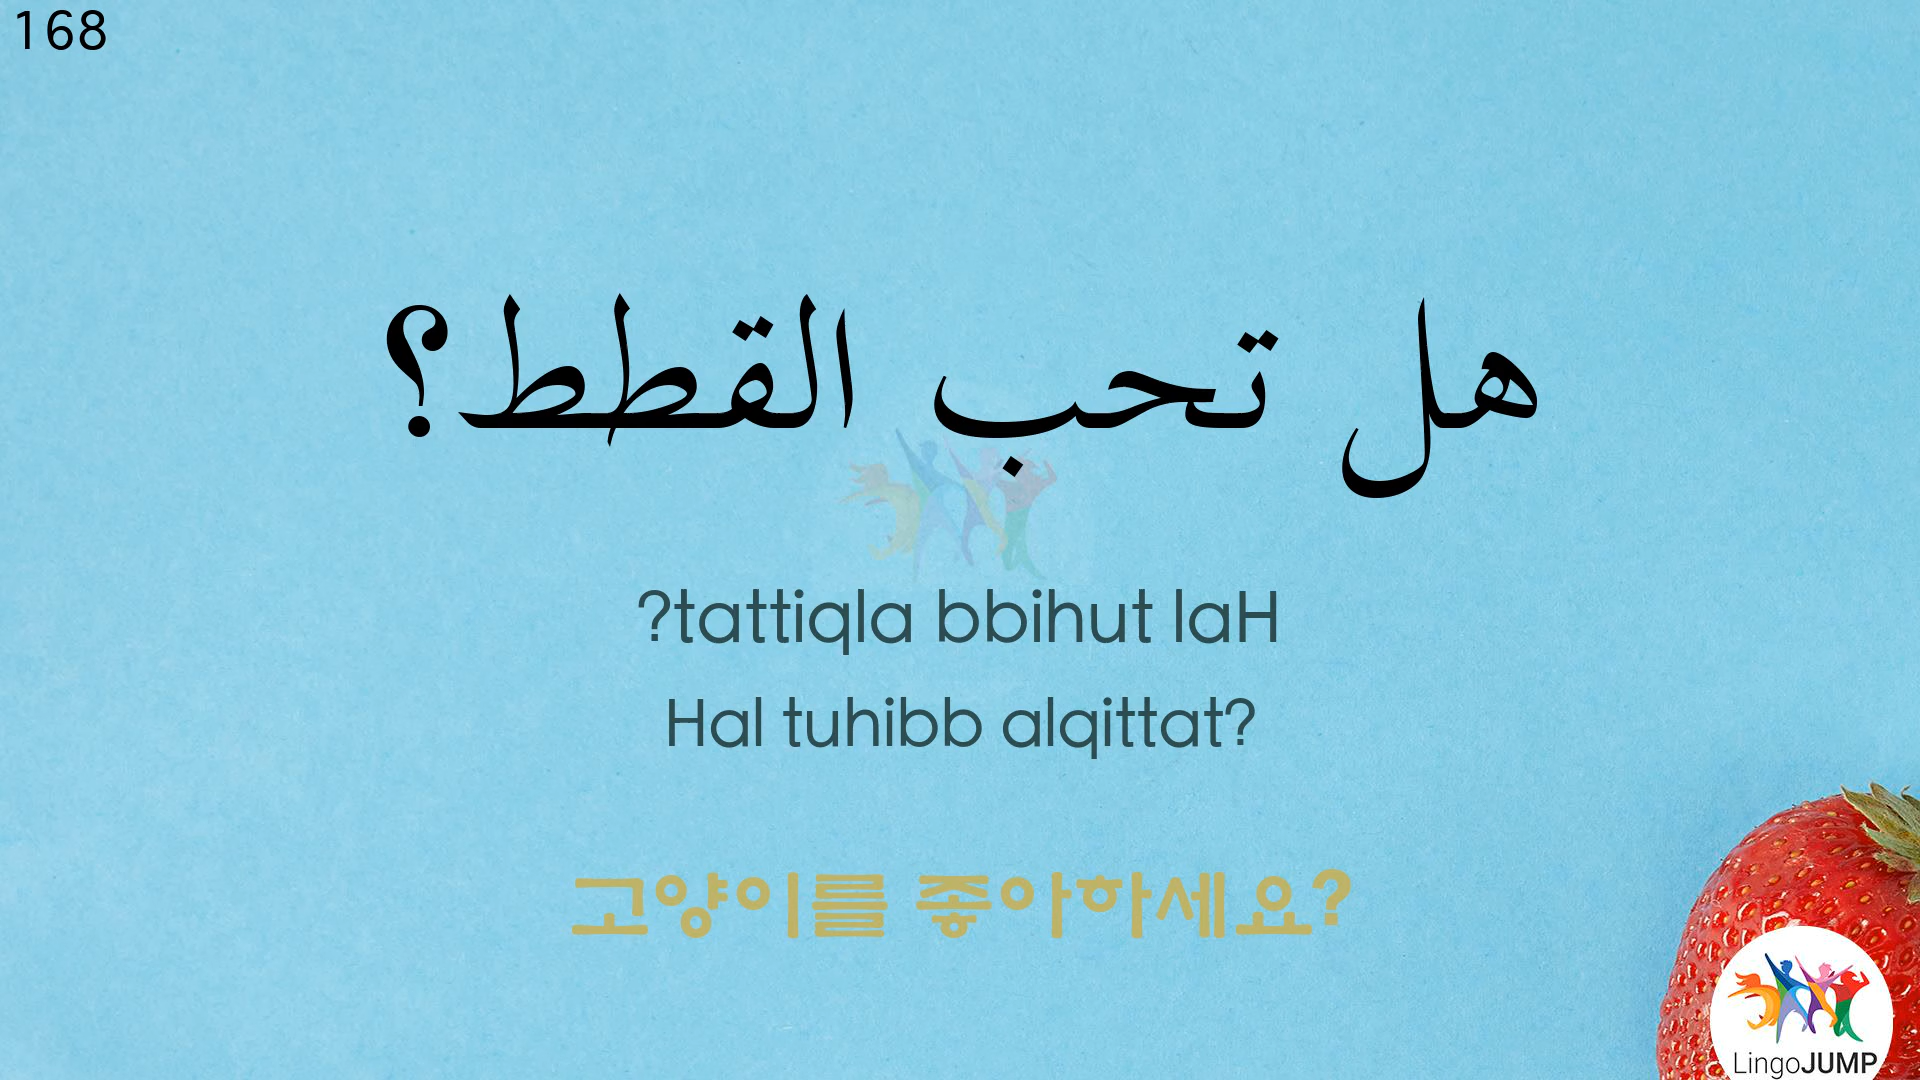 168
هل تحب القطط؟
?tattiqla bbihut laH
Hal tuhibb alqittat?
고양이를 좋아하세요?
LingoJUMP